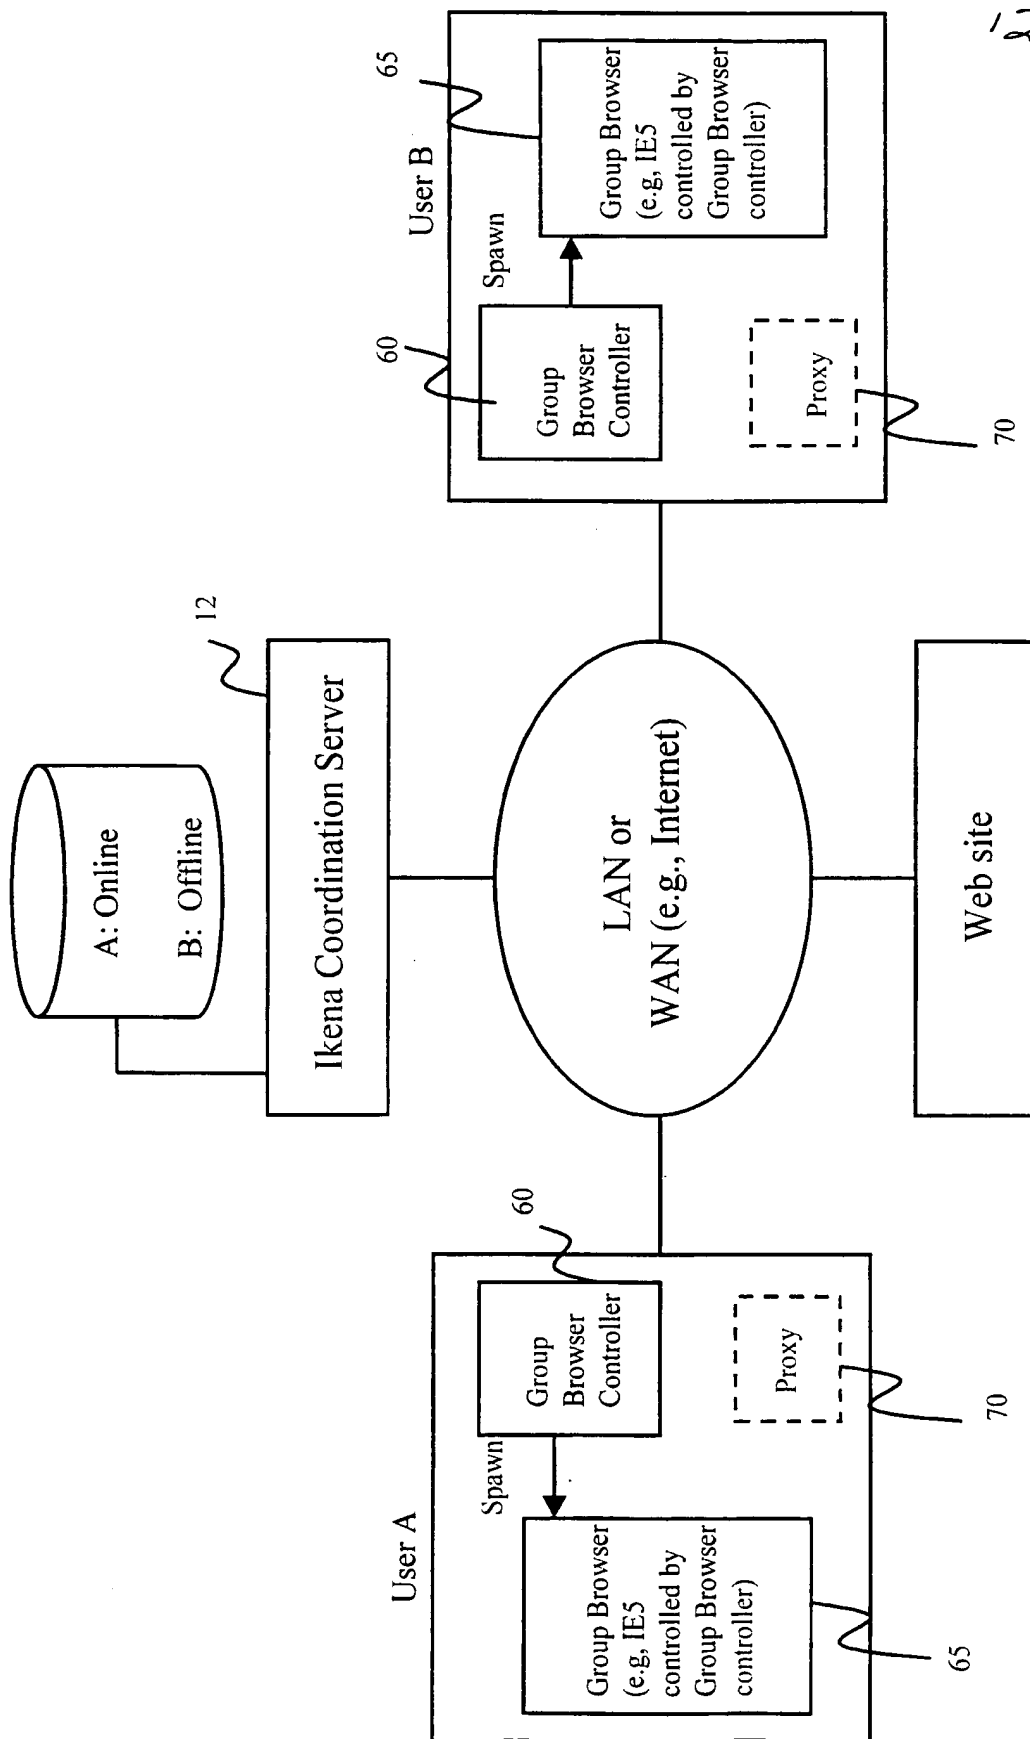 A: Online
B: Offline
12
Ikena Coordination Server
User A
Spawn
60
Group
Browser
Controller
Group Browser
(e.g, IE5
controlled by
Group Browser
controller)
Proxy
65
70
LAN or
WAN (e.g., Internet)
User B
60
Spawn
65
Group
Browser
Controller
Group Browser
(e.g, IE5
controlled by
Group Browser
controller)
Proxy
70
Web site